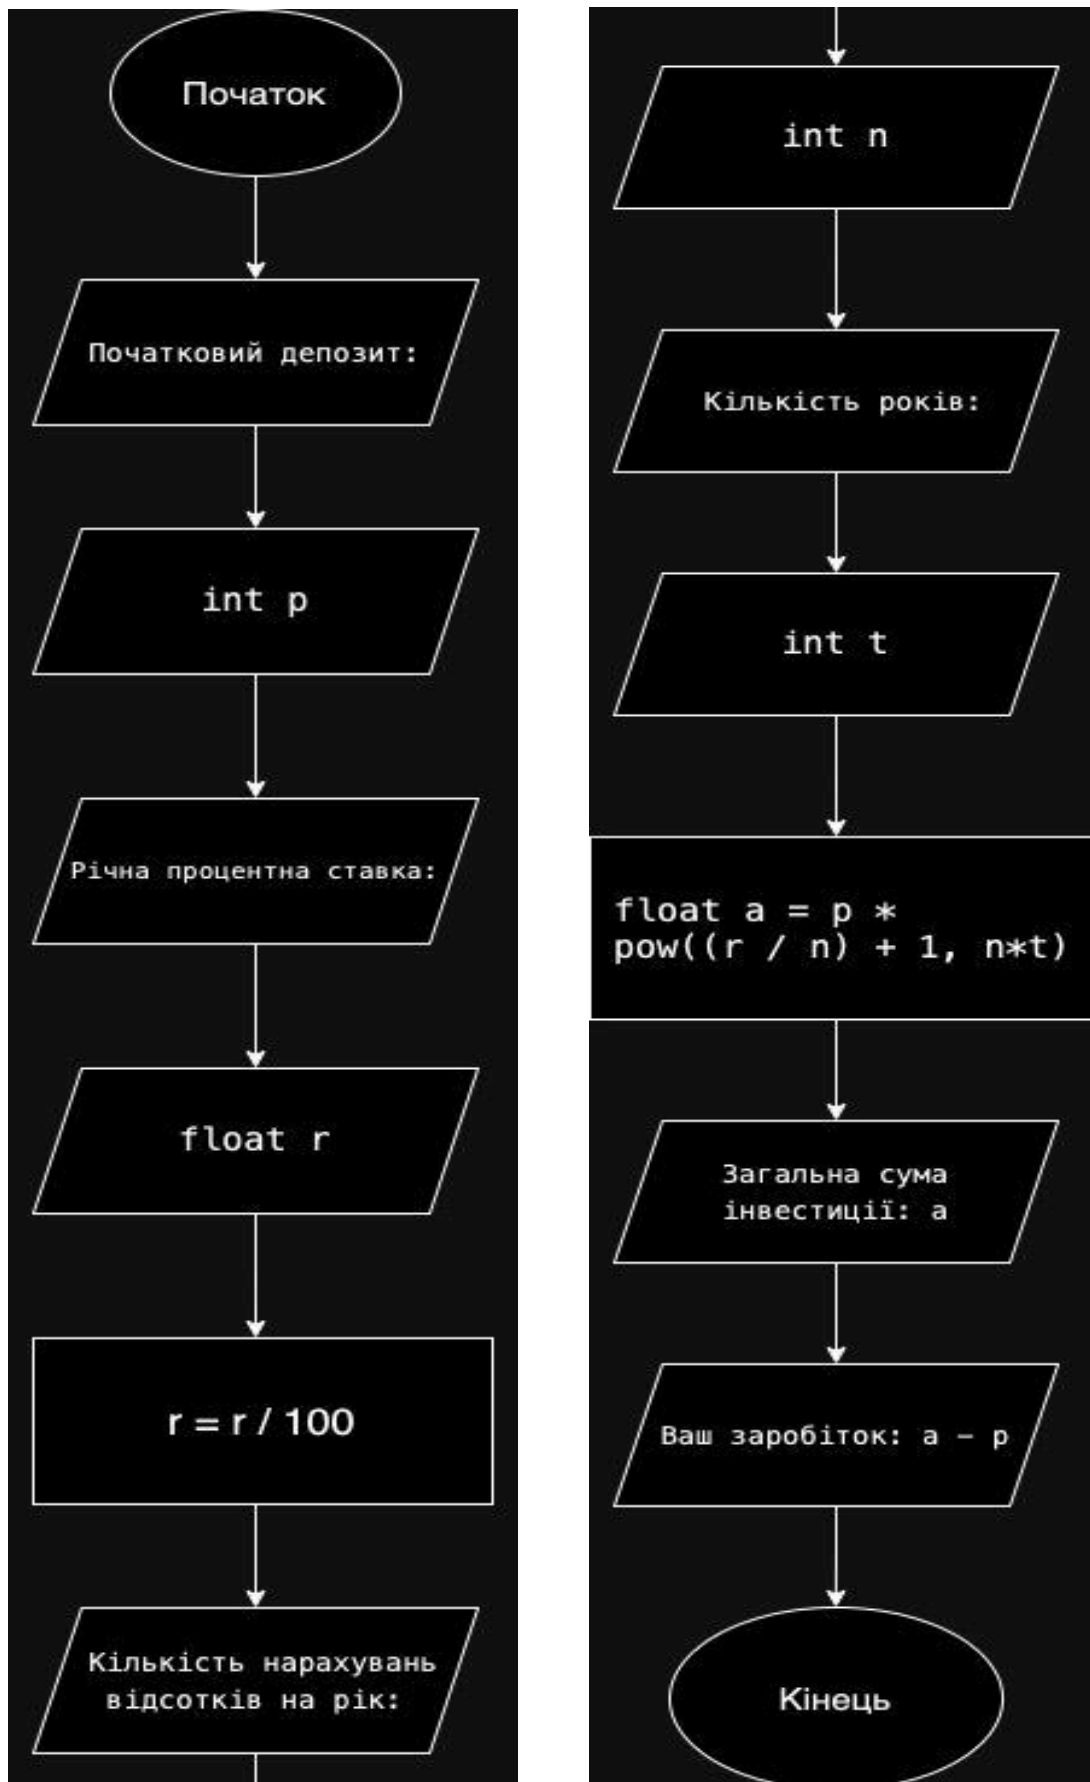 Початок
Початковий депозит:
int p
Річна процентна ставка:
float r
r = r / 100
Кількість нарахувань
відсотків на рік:
int n
Кількість років:
int t
float a = p *
pow((r / n) + 1, n*t)
Загальна сума
інвестиції: a
Ваш заробіток: a – p
Кінець